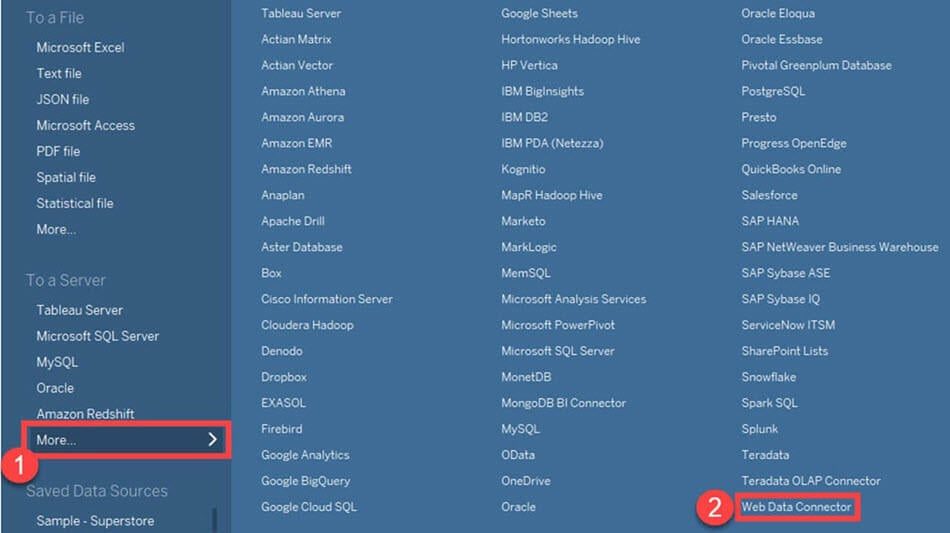 To a File
Microsoft Excel
Text file
JSON file
Microsoft Access
PDF file
Spatial file
Statistical file
More...
To a Server
Tableau Server
Microsoft SQL Server
MySQL
Oracle
Amazon Redshift
More...
1
Saved Data Sources
Sample - Superstore
Tableau Server
Actian Matrix
Actian Vector
Amazon Athena
Amazon Aurora
Amazon EMR
Amazon Redshift
Anaplan
Apache Drill
Aster Database
Box
Cisco Information Server
Cloudera Hadoop
Denodo
Dropbox
EXASOL
Firebird
Google Analytics
Google BigQuery
Google Cloud SQL
Google Sheets
Hortonworks Hadoop Hive
HP Vertica
IBM BigInsights
IBM DB2
IBM PDA (Netezza)
Kognitio
MapR Hadoop Hive
Marketo
MarkLogic
MemSQL
Microsoft Analysis Services
Microsoft PowerPivot
Microsoft SQL Server
MonetDB
MongoDB BI Connector
MySQL
OData
OneDrive
Oracle
Oracle Eloqua
Oracle Essbase
Pivotal Greenplum Database
PostgreSQL
Presto
Progress OpenEdge
QuickBooks Online
Salesforce
SAP HANA
SAP NetWeaver Business Warehouse
SAP Sybase ASE
SAP Sybase IQ
ServiceNow ITSM
SharePoint Lists
Snowflake
Spark SQL
Splunk
Teradata
Teradata OLAP Connector
2 Web Data Connector